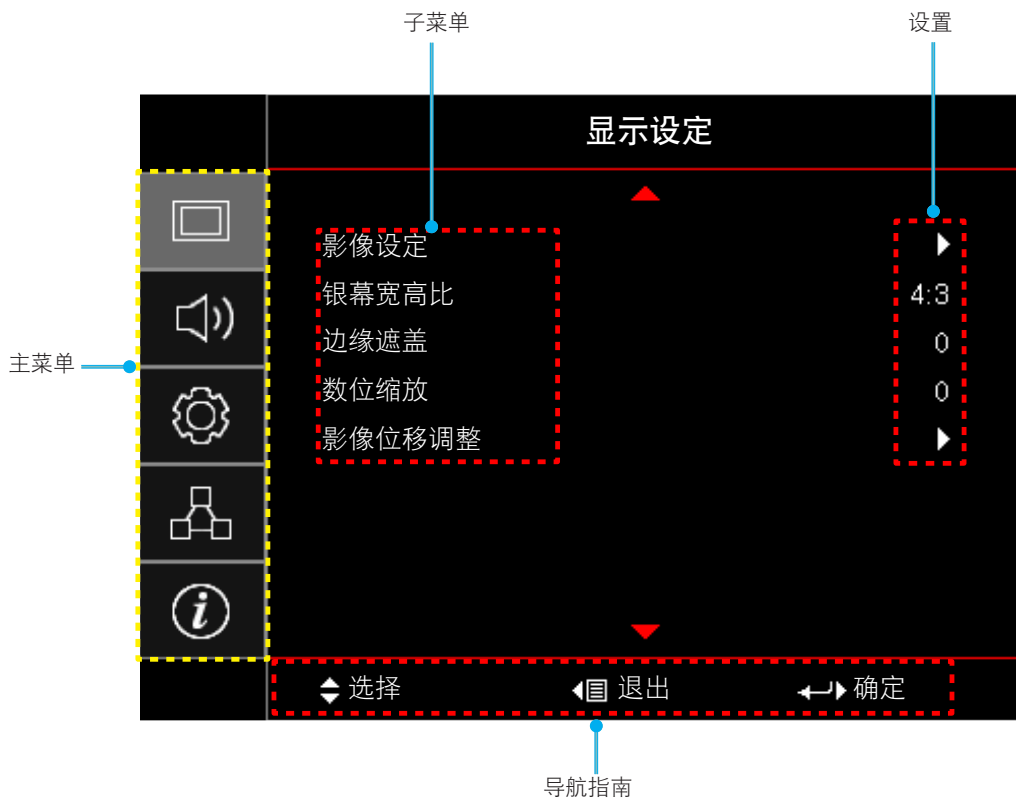 子菜单 设置
显示设定
影像设定
银幕宽高比 4:3
边缘遮盖 0
主菜单
数位缩放 0
影像位移调整
i
选择 退出 确定
导航指南